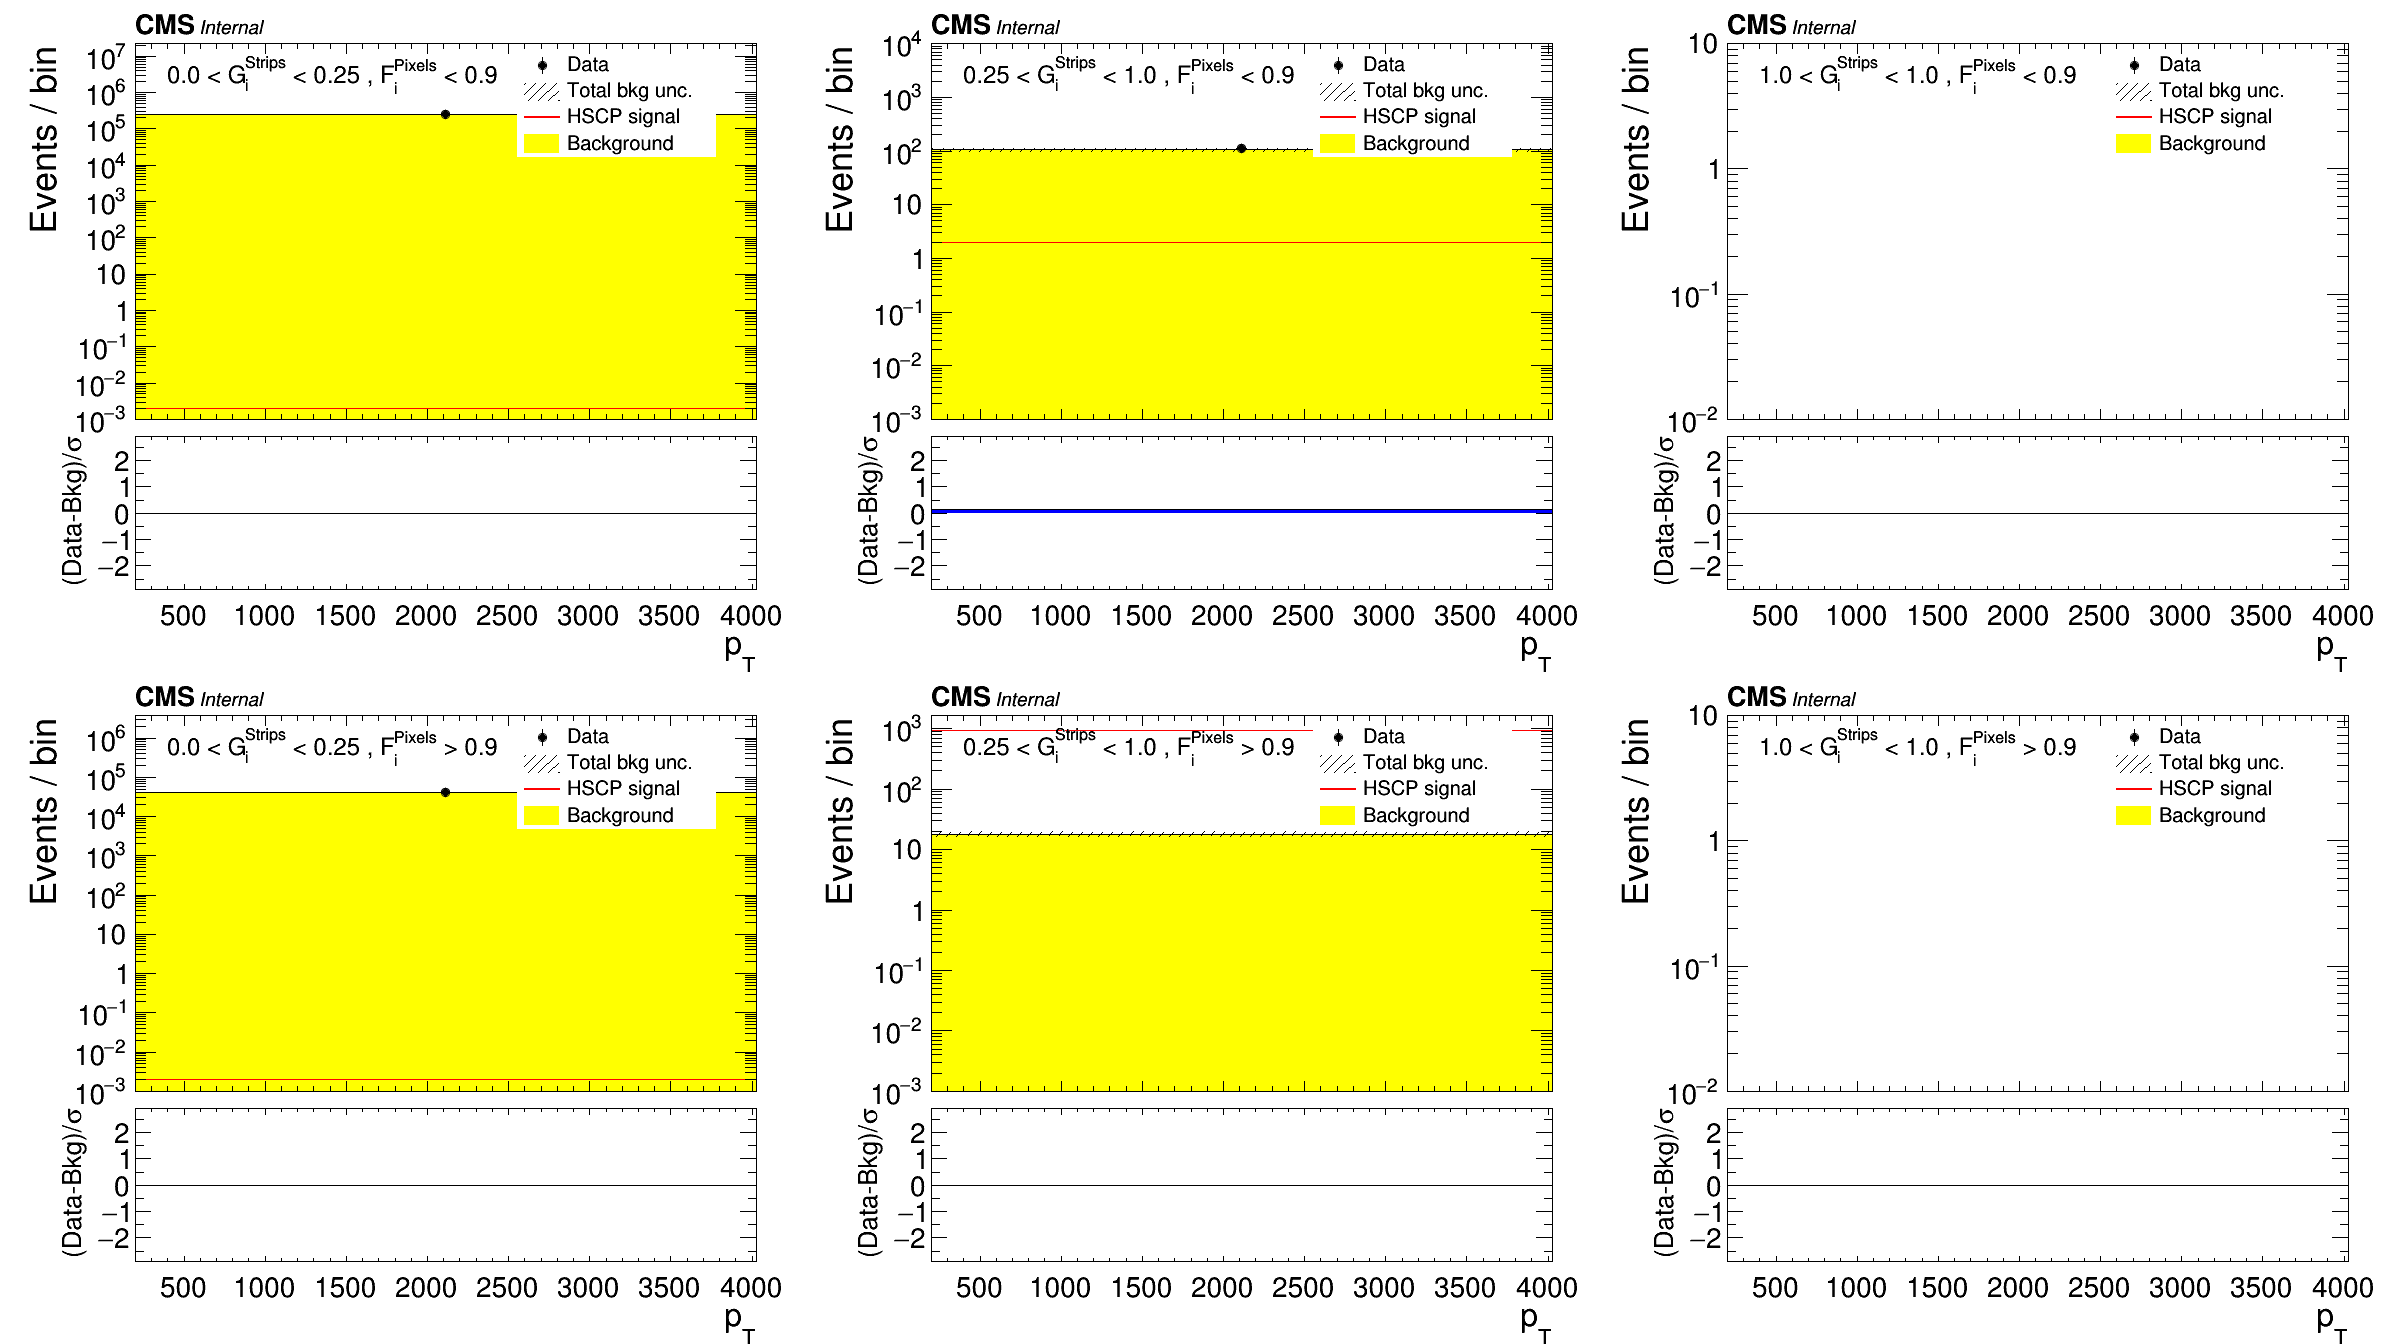 CMS Internal
Events / bin
10^7
10^6
10^5
10^4
10^3
10^2
10
1
10^−1
10^−2
10^−3
0.0 < G_i^Strips < 0.25 , F_i^Pixels < 0.9
Data
Total bkg unc.
HSCP signal
Background
(Data-Bkg)/σ
2
1
0
−1
−2
500 1000 1500 2000 2500 3000 3500 4000
p_T
CMS Internal
Events / bin
10^4
10^3
10^2
10
1
10^−1
10^−2
10^−3
0.25 < G_i^Strips < 1.0 , F_i^Pixels < 0.9
Data
Total bkg unc.
HSCP signal
Background
(Data-Bkg)/σ
2
1
0
−1
−2
500 1000 1500 2000 2500 3000 3500 4000
p_T
CMS Internal
Events / bin
10
1
10^−1
10^−2
1.0 < G_i^Strips < 1.0 , F_i^Pixels < 0.9
Data
Total bkg unc.
HSCP signal
Background
(Data-Bkg)/σ
2
1
0
−1
−2
500 1000 1500 2000 2500 3000 3500 4000
p_T
CMS Internal
Events / bin
10^6
10^5
10^4
10^3
10^2
10
1
10^−1
10^−2
10^−3
0.0 < G_i^Strips < 0.25 , F_i^Pixels > 0.9
Data
Total bkg unc.
HSCP signal
Background
(Data-Bkg)/σ
2
1
0
−1
−2
500 1000 1500 2000 2500 3000 3500 4000
p_T
CMS Internal
Events / bin
10^3
10^2
10
1
10^−1
10^−2
10^−3
0.25 < G_i^Strips < 1.0 , F_i^Pixels > 0.9
Data
Total bkg unc.
HSCP signal
Background
(Data-Bkg)/σ
2
1
0
−1
−2
500 1000 1500 2000 2500 3000 3500 4000
p_T
CMS Internal
Events / bin
10
1
10^−1
10^−2
1.0 < G_i^Strips < 1.0 , F_i^Pixels > 0.9
Data
Total bkg unc.
HSCP signal
Background
(Data-Bkg)/σ
2
1
0
−1
−2
500 1000 1500 2000 2500 3000 3500 4000
p_T